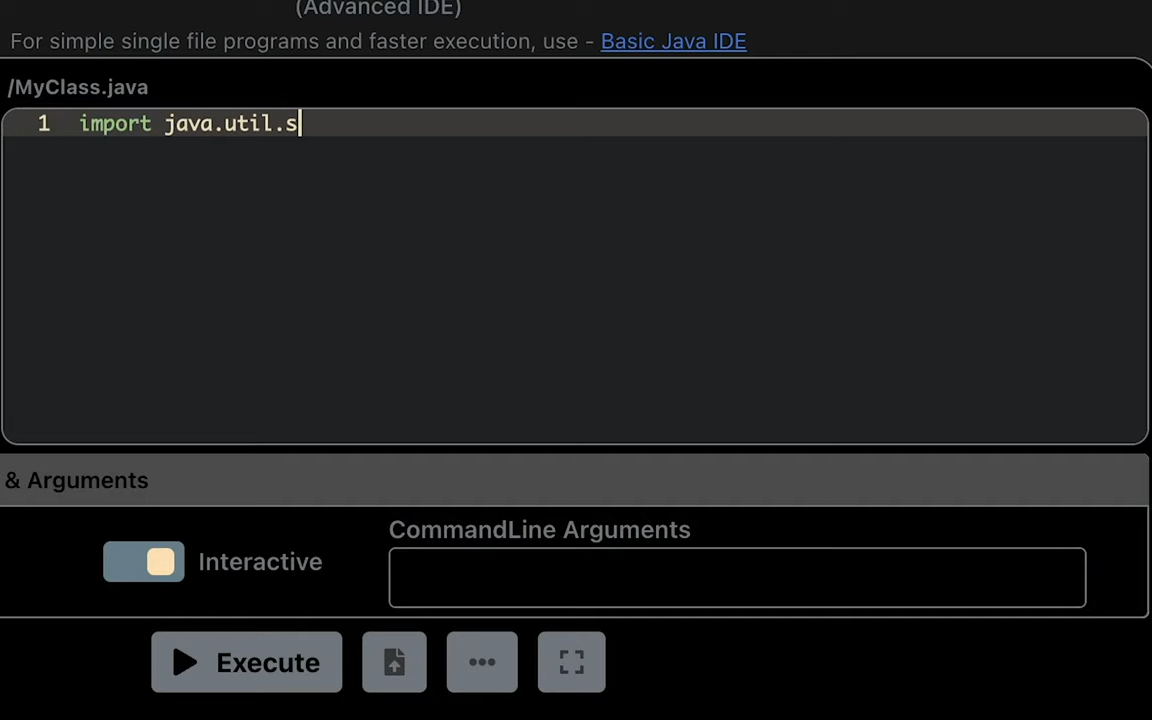 (Advanced IDE)
For simple single file programs and faster execution, use - Basic Java IDE
/MyClass.java
1 import java.util.s
& Arguments
CommandLine Arguments
Interactive
Execute